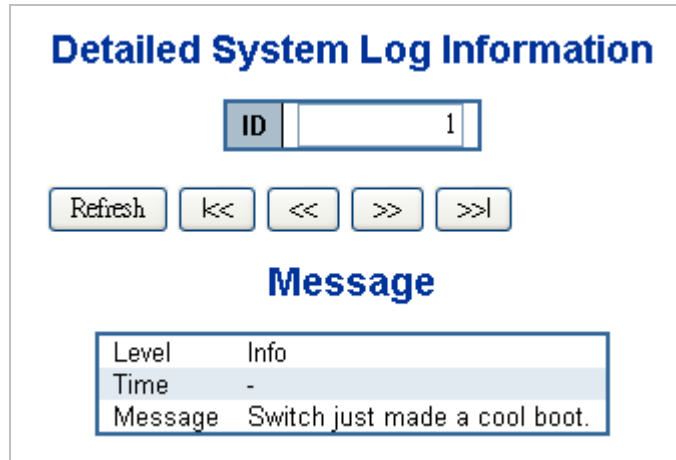 Detailed System Log Information
ID 1
Refresh |<< << >> >>|
Message
Level Info
Time -
Message Switch just made a cool boot.